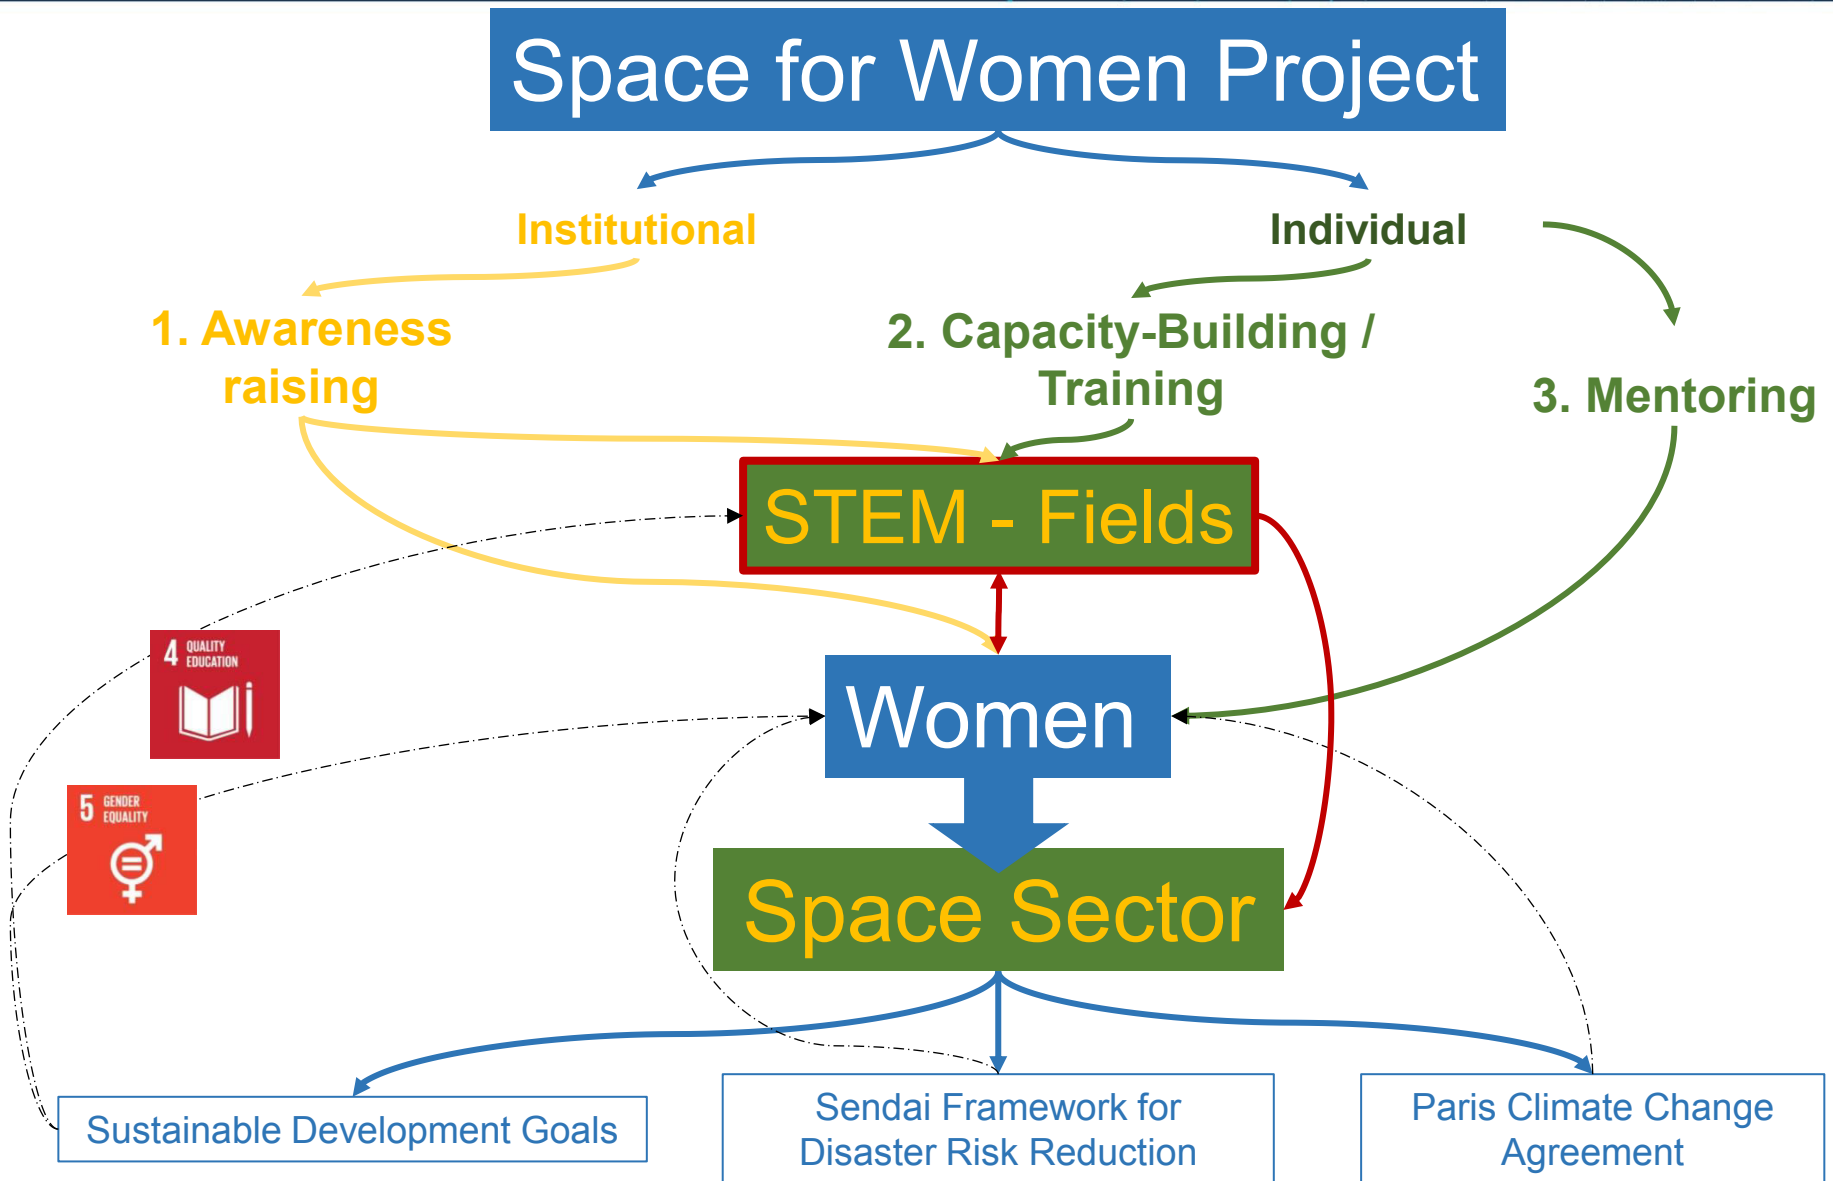 Space for Women Project
Institutional
Individual
1. Awareness
raising
2. Capacity-Building /
Training
3. Mentoring
STEM - Fields
4 QUALITY
EDUCATION
Women
5 GENDER
EQUALITY
Space Sector
Sustainable Development Goals
Sendai Framework for
Disaster Risk Reduction
Paris Climate Change
Agreement